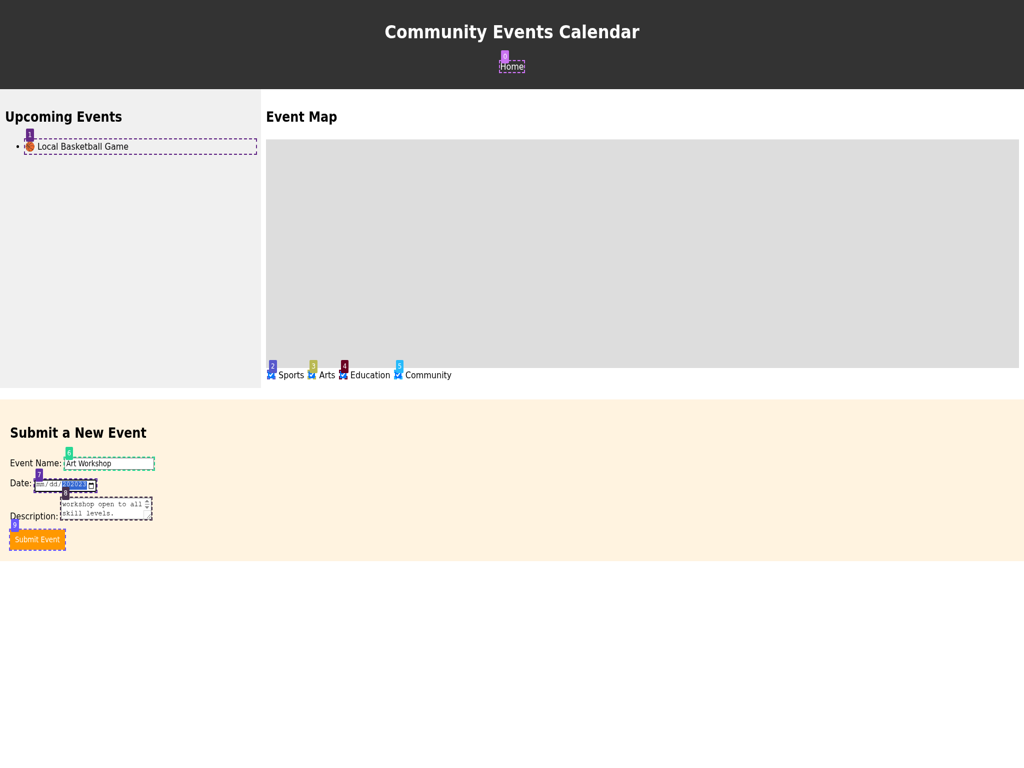 Community Events Calendar
0
Home
Upcoming Events
1
Local Basketball Game
Event Map
2 3 4 5
Sports Arts Education Community
Submit a New Event
6
Event Name: Art Workshop
7
Date: mm/dd/
8
workshop open to all
Description: skill levels.
9
Submit Event